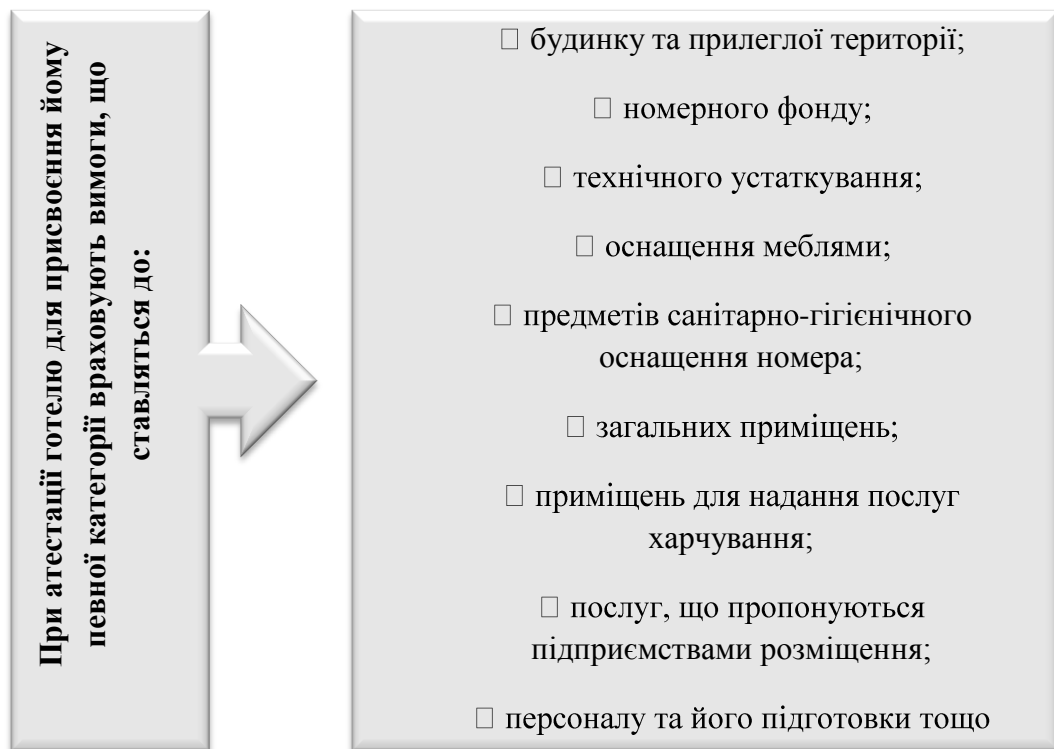 При атестації готелю для присвоєння йому
певної категорії враховують вимоги, що
ставляться до:
□ будинку та прилеглої території;
□ номерного фонду;
□ технічного устаткування;
□ оснащення меблями;
□ предметів санітарно-гігієнічного
оснащення номера;
□ загальних приміщень;
□ приміщень для надання послуг
харчування;
□ послуг, що пропонуються
підприємствами розміщення;
□ персоналу та його підготовки тощо